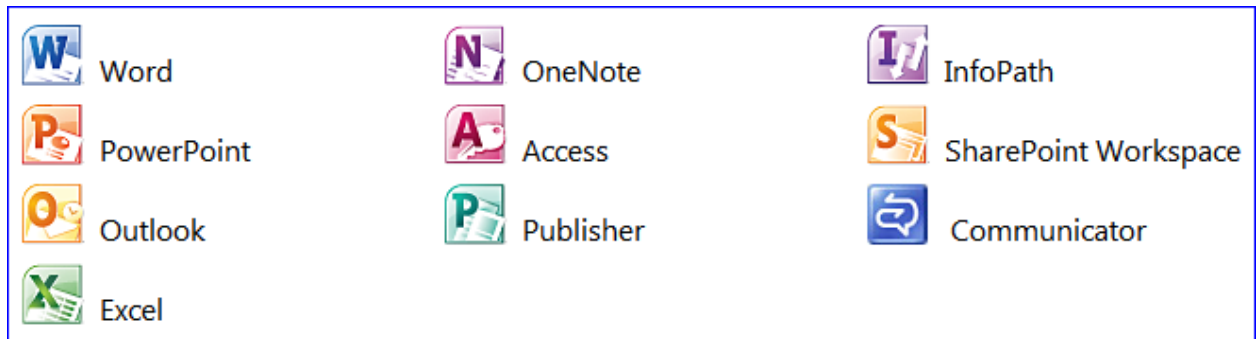 Word
PowerPoint
Outlook
Excel
OneNote
Access
Publisher
InfoPath
SharePoint Workspace
Communicator